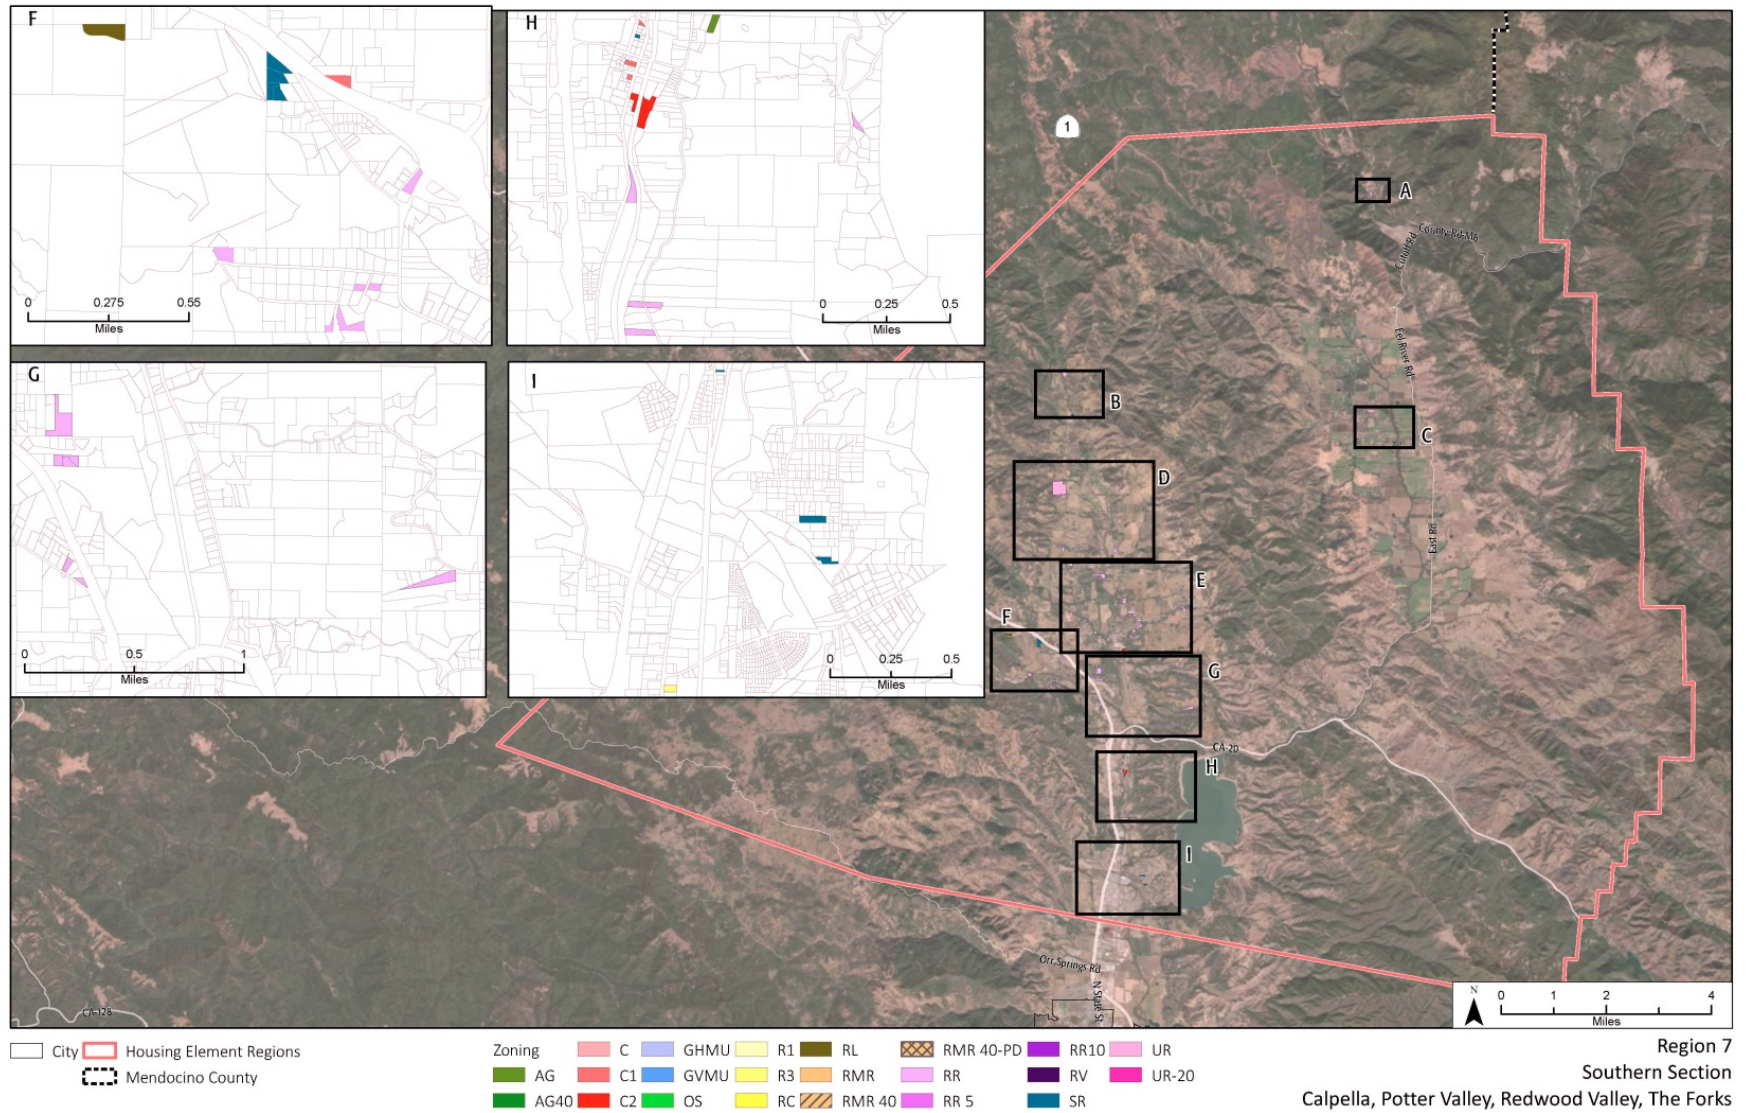 F
0 0.275 0.55
Miles
H
0 0.25 0.5
Miles
G
0 0.5 1
Miles
I
0 0.25 0.5
Miles
1
A
County Rd M6
Cutoff Rd
Eel River Rd
B
C
D
East Rd
E
F
G
CA-20
H
I
Orr Springs Rd
N State St
CA-128
N
0 1 2 4
Miles
City
Housing Element Regions
Mendocino County
Zoning
AG
AG40
C
C1
C2
GHMU
GVMU
OS
R1
R3
RC
RL
RMR
RMR 40
RMR 40-PD
RR
RR 5
RR10
RV
SR
UR
UR-20
Region 7
Southern Section
Calpella, Potter Valley, Redwood Valley, The Forks